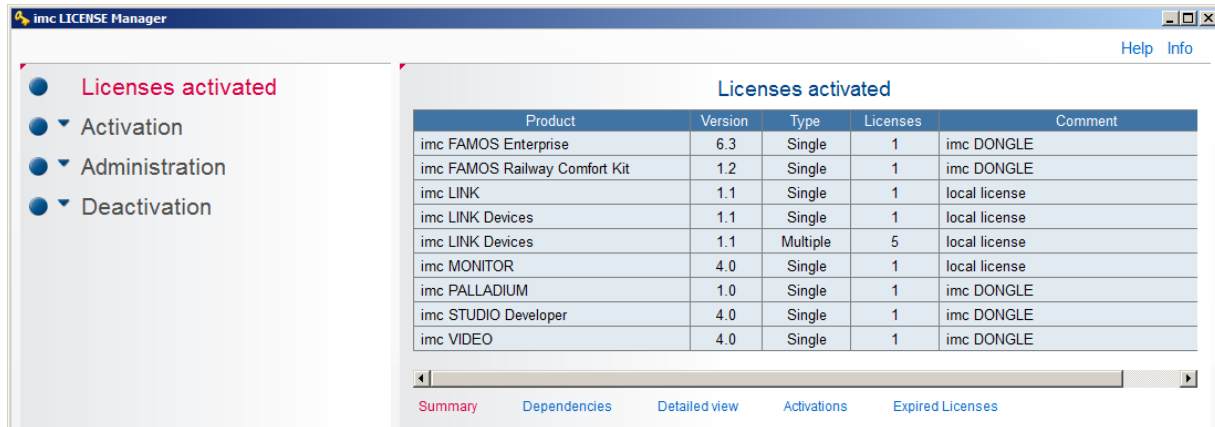 imc LICENSE Manager
Help Info
Licenses activated
Activation
Administration
Deactivation
Licenses activated
Product Version Type Licenses Comment
imc FAMOS Enterprise 6.3 Single 1 imc DONGLE
imc FAMOS Railway Comfort Kit 1.2 Single 1 imc DONGLE
imc LINK 1.1 Single 1 local license
imc LINK Devices 1.1 Single 1 local license
imc LINK Devices 1.1 Multiple 5 local license
imc MONITOR 4.0 Single 1 local license
imc PALLADIUM 1.0 Single 1 imc DONGLE
imc STUDIO Developer 4.0 Single 1 imc DONGLE
imc VIDEO 4.0 Single 1 imc DONGLE
Summary Dependencies Detailed view Activations Expired Licenses